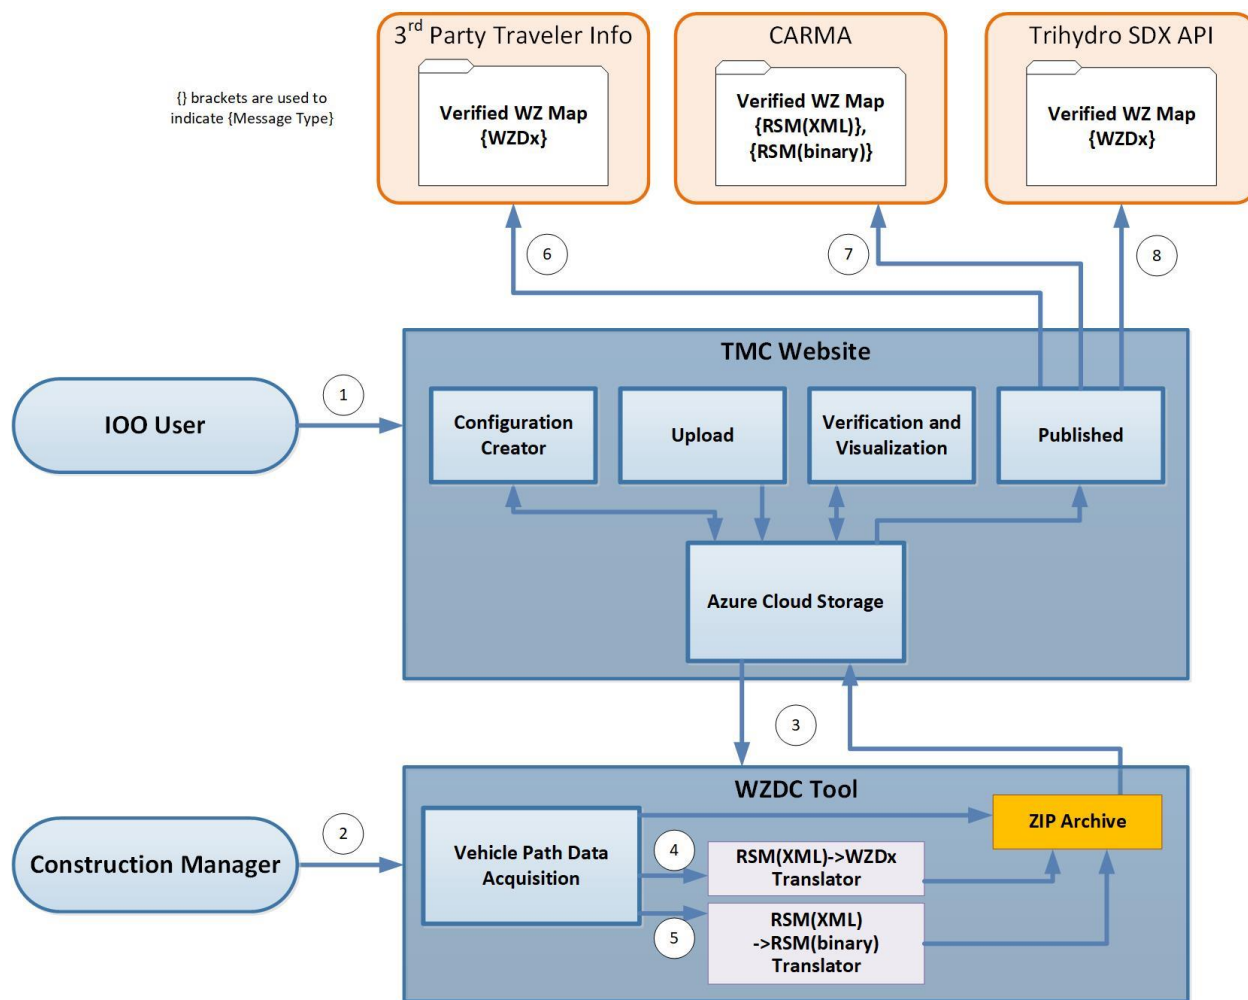 3rd Party Traveler Info
CARMA
Trihydro SDX API
{} brackets are used to
indicate {Message Type}
Verified WZ Map
{WZDx}
Verified WZ Map
{RSM(XML)},
{RSM(binary)}
Verified WZ Map
{WZDx}
6
7
8
TMC Website
1
IOO User
Configuration
Creator
Upload
Verification and
Visualization
Published
Azure Cloud Storage
3
WZDC Tool
2
Construction Manager
Vehicle Path Data
Acquisition
ZIP Archive
4
RSM(XML)->WZDx
Translator
5
RSM(XML)
->RSM(binary)
Translator